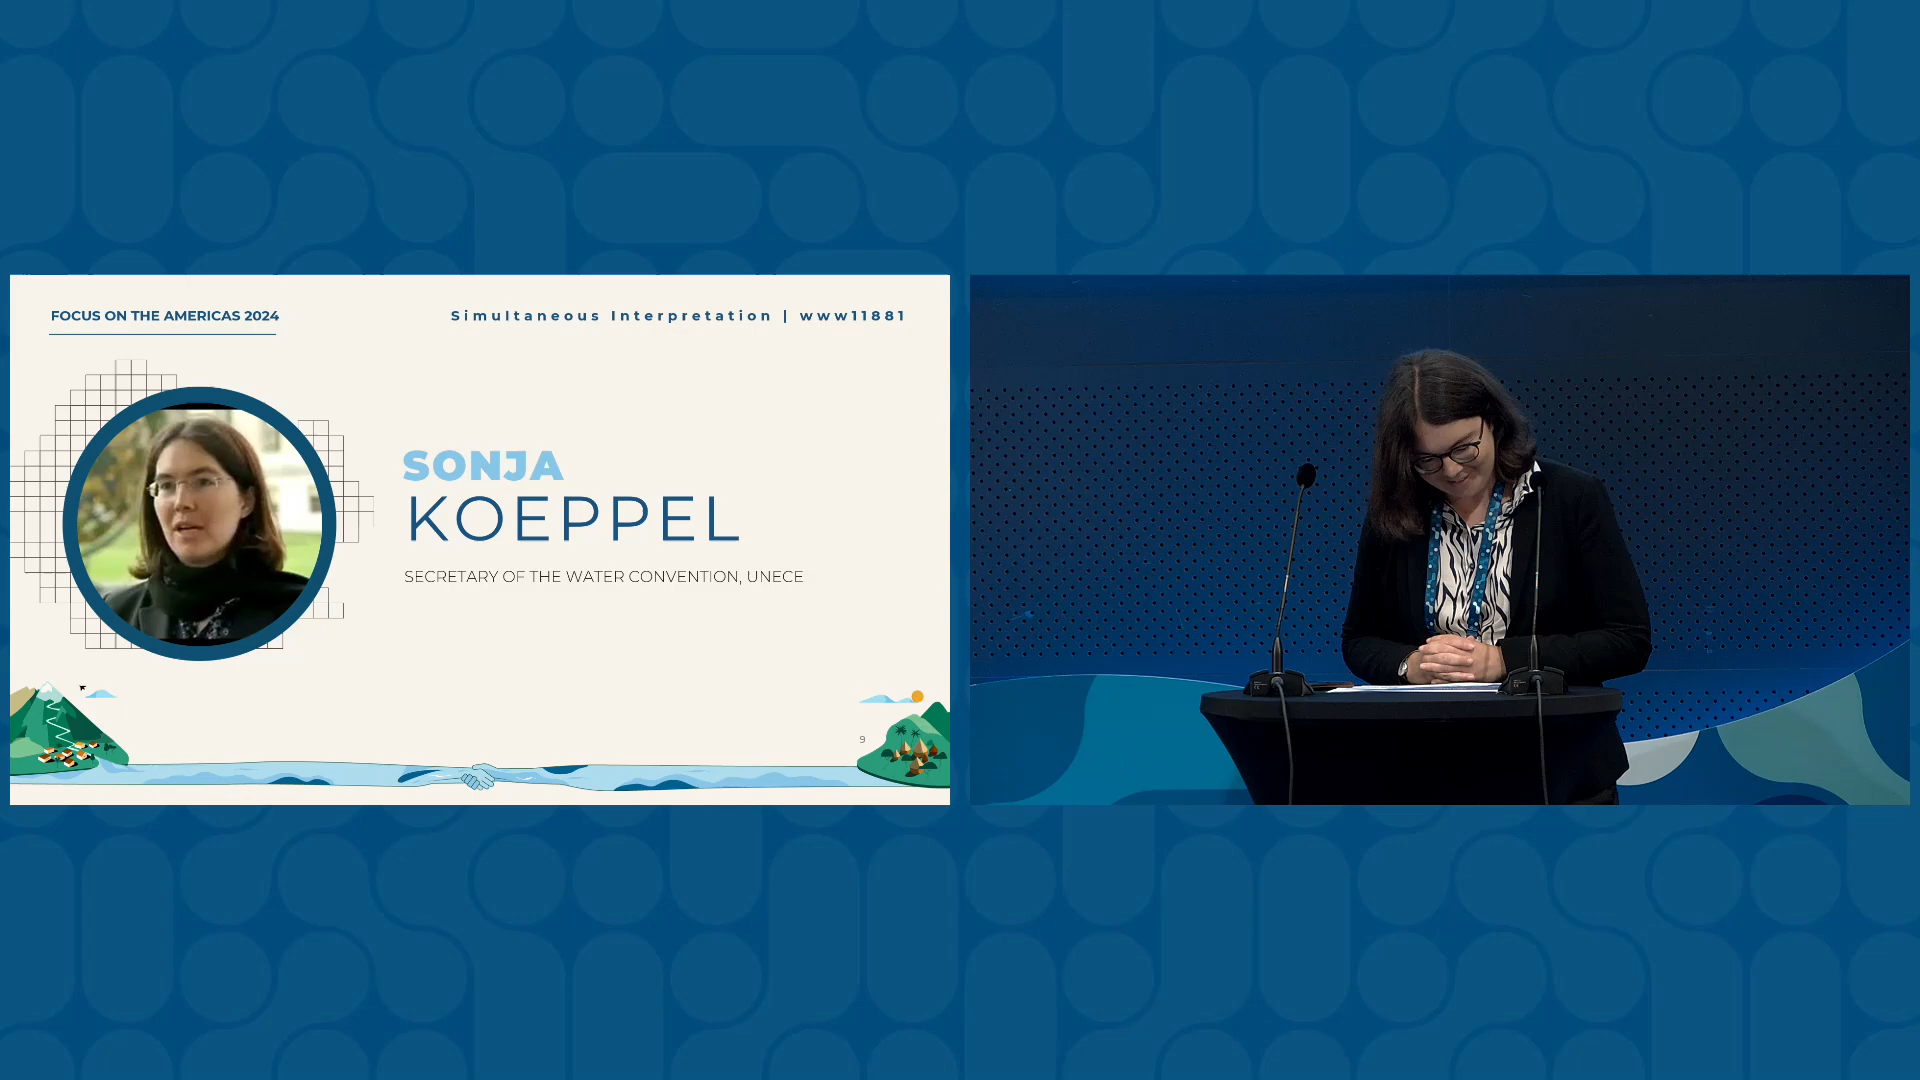 FOCUS ON THE AMERICAS 2024
Simultaneous Interpretation | www11881
SONJA
KOEPPEL
SECRETARY OF THE WATER CONVENTION, UNECE
9